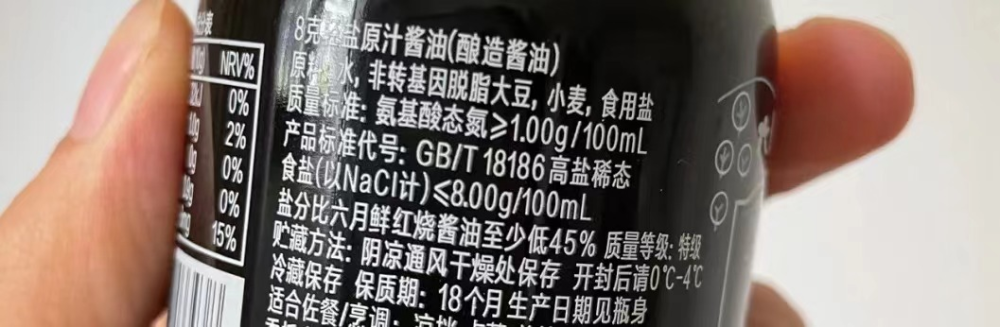 NRV%
0%
2%
0%
0%
15%
8克轻盐原汁酱油(酿造酱油)
原料:水, 非转基因脱脂大豆, 小麦, 食用盐
质量标准: 氨基酸态氮≥1.00g/100mL
产品标准代号: GB/T 18186 高盐稀态
食盐(以NaCl计)≤8.00g/100mL
盐分比六月鲜红烧酱油至少低45% 质量等级: 特级
贮藏方法: 阴凉通风干燥处保存 开封后请0℃-4℃
冷藏保存 保质期: 18个月 生产日期见瓶身
适合佐餐/烹调: